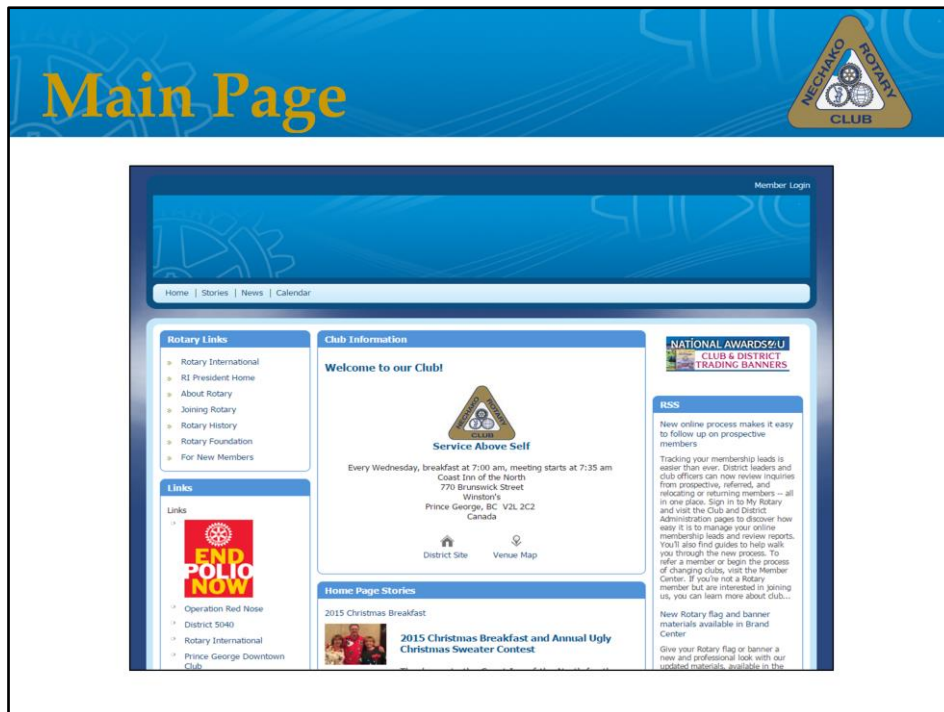 Main Page
NECHAKO ROTARY
CLUB
Member Login
Home | Stories | News | Calendar
Rotary Links
Rotary International
RI President Home
About Rotary
Joining Rotary
Rotary History
Rotary Foundation
For New Members
Links
Links
END
POLIO
NOW
Operation Red Nose
District 5040
Rotary International
Prince George Downtown
Club
Club Information
Welcome to our Club!
NECHAKO ROTARY
CLUB
Service Above Self
Every Wednesday, breakfast at 7:00 am, meeting starts at 7:35 am
Coast Inn of the North
770 Brunswick Street
Winston's
Prince George, BC V2L 2C2
Canada
District Site
Venue Map
Home Page Stories
2015 Christmas Breakfast
2015 Christmas Breakfast and Annual Ugly
Christmas Sweater Contest
NATIONAL AWARDS4U
CLUB & DISTRICT
TRADING BANNERS
RSS
New online process makes it easy
to follow up on prospective
members
Tracking your membership leads is
easier than ever. District leaders and
club officers can now review inquiries
from prospective, referred, and
relocating or returning members -- all
in one place. Sign in to My Rotary
and visit the Club and District
Administration pages to discover how
easy it is to manage your online
membership leads and review reports.
You'll also find guides to help walk
you through the new process. To
refer a member or begin the process
of changing clubs, visit the Member
Center. If you're not a Rotary
member but are interested in joining
us, you can learn more about club...
New Rotary flag and banner
materials available in Brand
Center
Give your Rotary flag or banner a
new and professional look with our
updated materials, available in the